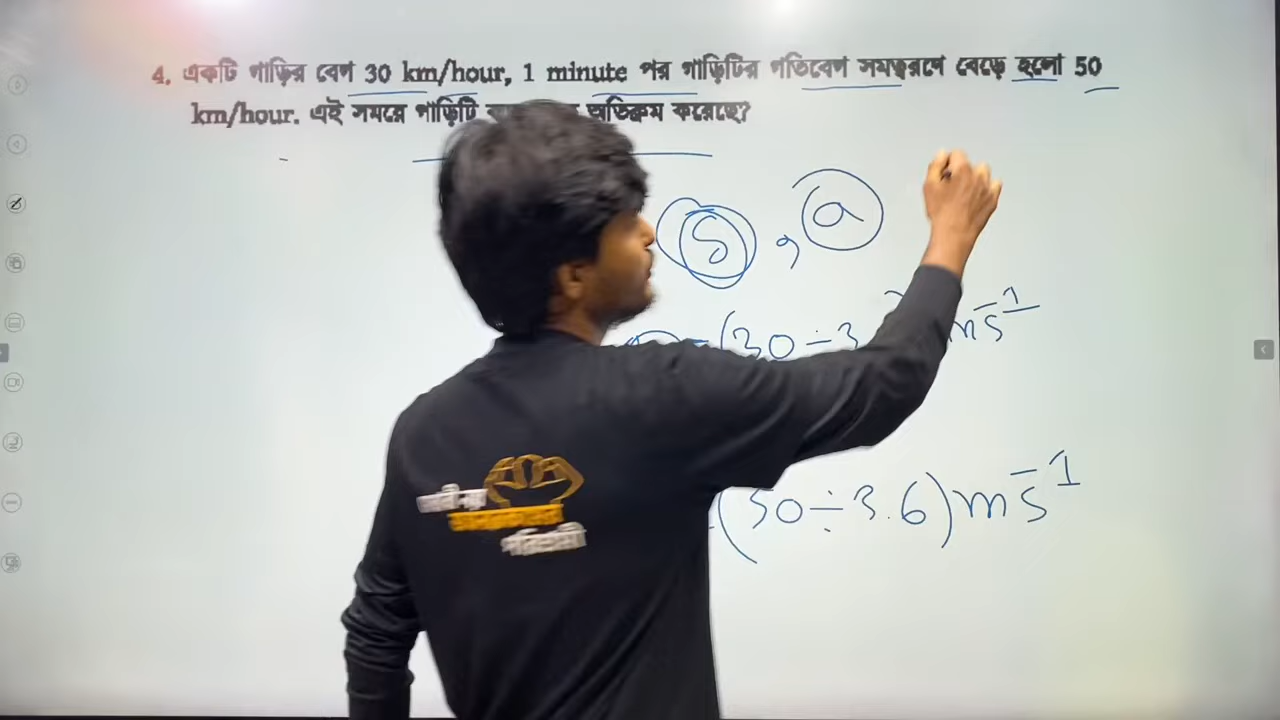 4. একটি গাড়ির বেগ 30 km/hour, 1 minute পর গাড়িটির গতিবেগ সমত্বরণে বেড়ে হলো 50
km/hour. এই সময়ে গাড়িটি অতিক্রম করেছে?
s , a
= (30 ÷ 3 ms⁻¹
(50 ÷ 3.6) ms⁻¹